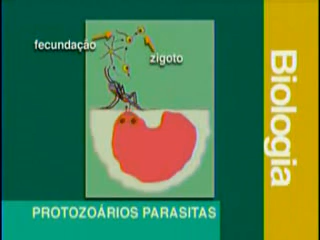 fecundação
zigoto
Biologia
PROTOZOÁRIOS PARASITAS